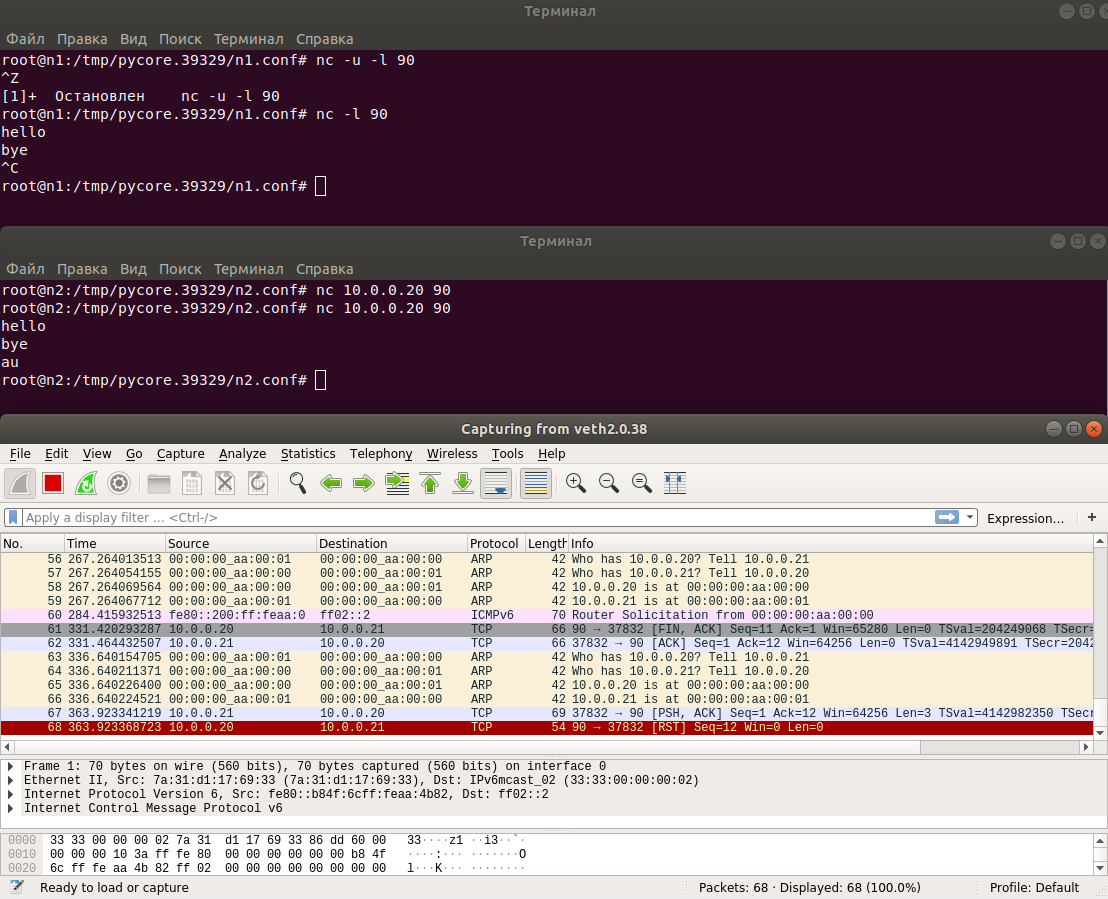 Терминал
Файл Правка Вид Поиск Терминал Справка
root@n1:/tmp/pycore.39329/n1.conf# nc -u -l 90
^Z
[1]+  Остановлен    nc -u -l 90
root@n1:/tmp/pycore.39329/n1.conf# nc -l 90
hello
bye
^C
root@n1:/tmp/pycore.39329/n1.conf#
Терминал
Файл Правка Вид Поиск Терминал Справка
root@n2:/tmp/pycore.39329/n2.conf# nc 10.0.0.20 90
root@n2:/tmp/pycore.39329/n2.conf# nc 10.0.0.20 90
hello
bye
au
root@n2:/tmp/pycore.39329/n2.conf#
Capturing from veth2.0.38
File Edit View Go Capture Analyze Statistics Telephony Wireless Tools Help
Apply a display filter ... <Ctrl-/> Expression... +
No. Time Source Destination Protocol Length Info
56 267.264013513 00:00:00_aa:00:01 00:00:00_aa:00:00 ARP 42 Who has 10.0.0.20? Tell 10.0.0.21
57 267.264054155 00:00:00_aa:00:00 00:00:00_aa:00:01 ARP 42 Who has 10.0.0.21? Tell 10.0.0.20
58 267.264069564 00:00:00_aa:00:00 00:00:00_aa:00:01 ARP 42 10.0.0.20 is at 00:00:00:aa:00:00
59 267.264067712 00:00:00_aa:00:01 00:00:00_aa:00:00 ARP 42 10.0.0.21 is at 00:00:00:aa:00:01
60 284.415932513 fe80::200:ff:feaa:0 ff02::2 ICMPv6 70 Router Solicitation from 00:00:00:aa:00:00
61 331.420293287 10.0.0.20 10.0.0.21 TCP 66 90 → 37832 [FIN, ACK] Seq=11 Ack=1 Win=65280 Len=0 TSval=204249068 TSecr=
62 331.464432507 10.0.0.21 10.0.0.20 TCP 66 37832 → 90 [ACK] Seq=1 Ack=12 Win=64256 Len=0 TSval=4142949891 TSecr=2042
63 336.640154705 00:00:00_aa:00:01 00:00:00_aa:00:00 ARP 42 Who has 10.0.0.20? Tell 10.0.0.21
64 336.640211371 00:00:00_aa:00:00 00:00:00_aa:00:01 ARP 42 Who has 10.0.0.21? Tell 10.0.0.20
65 336.640226400 00:00:00_aa:00:00 00:00:00_aa:00:01 ARP 42 10.0.0.20 is at 00:00:00:aa:00:00
66 336.640224521 00:00:00_aa:00:01 00:00:00_aa:00:00 ARP 42 10.0.0.21 is at 00:00:00:aa:00:01
67 363.923341219 10.0.0.21 10.0.0.20 TCP 69 37832 → 90 [PSH, ACK] Seq=1 Ack=12 Win=64256 Len=3 TSval=4142982350 TSecr
68 363.923368723 10.0.0.20 10.0.0.21 TCP 54 90 → 37832 [RST] Seq=12 Win=0 Len=0
Frame 1: 70 bytes on wire (560 bits), 70 bytes captured (560 bits) on interface 0
Ethernet II, Src: 7a:31:d1:17:69:33 (7a:31:d1:17:69:33), Dst: IPv6mcast_02 (33:33:00:00:00:02)
Internet Protocol Version 6, Src: fe80::b84f:6cff:feaa:4b82, Dst: ff02::2
Internet Control Message Protocol v6
0000 33 33 00 00 00 02 7a 31 d1 17 69 33 86 dd 60 00 33····z1 ··i3··`·
0010 00 00 00 10 3a ff fe 80 00 00 00 00 00 00 b8 4f ····:··· ·······O
0020 6c ff fe aa 4b 82 ff 02 00 00 00 00 00 00 00 00 l···K··· ········
Ready to load or capture Packets: 68 · Displayed: 68 (100.0%) Profile: Default